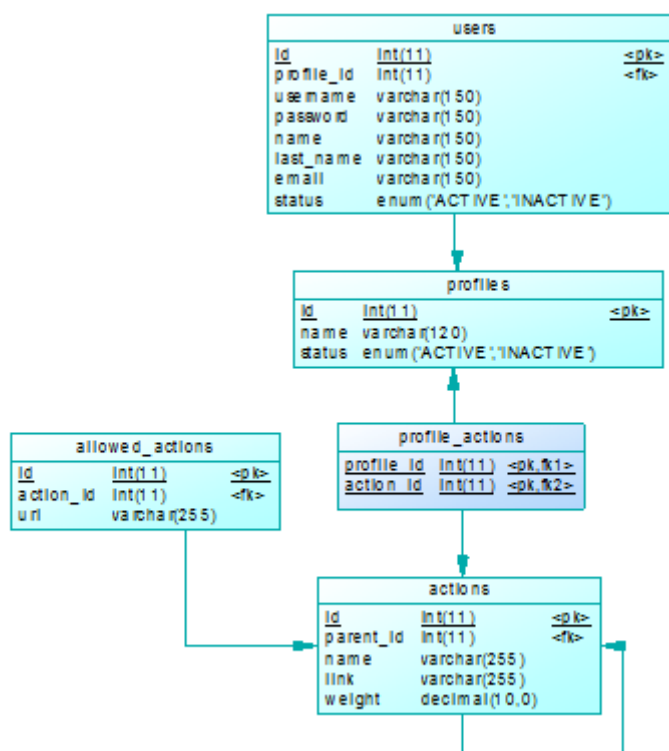 users
id int(11) <pk>
profile_id int(11) <fk>
username varchar(150)
password varchar(150)
name varchar(150)
last_name varchar(150)
email varchar(150)
status enum('ACTIVE','INACTIVE')
profiles
id int(11) <pk>
name varchar(120)
status enum('ACTIVE','INACTIVE')
profile_actions
profile_id int(11) <pk,fk1>
action_id int(11) <pk,fk2>
allowed_actions
id int(11) <pk>
action_id int(11) <fk>
url varchar(255)
actions
id int(11) <pk>
parent_id int(11) <fk>
name varchar(255)
link varchar(255)
weight decimal(10,0)